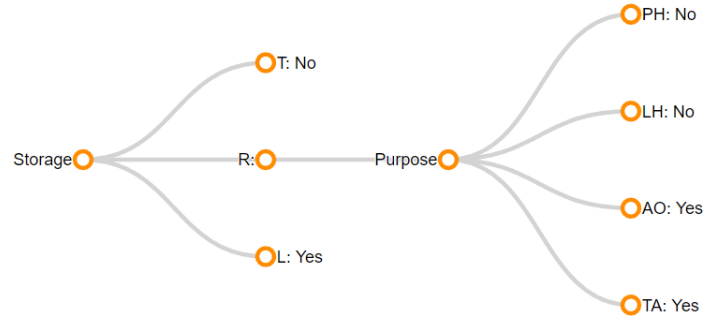 PH: No
T: No
LH: No
Storage
R:
Purpose
AO: Yes
L: Yes
TA: Yes